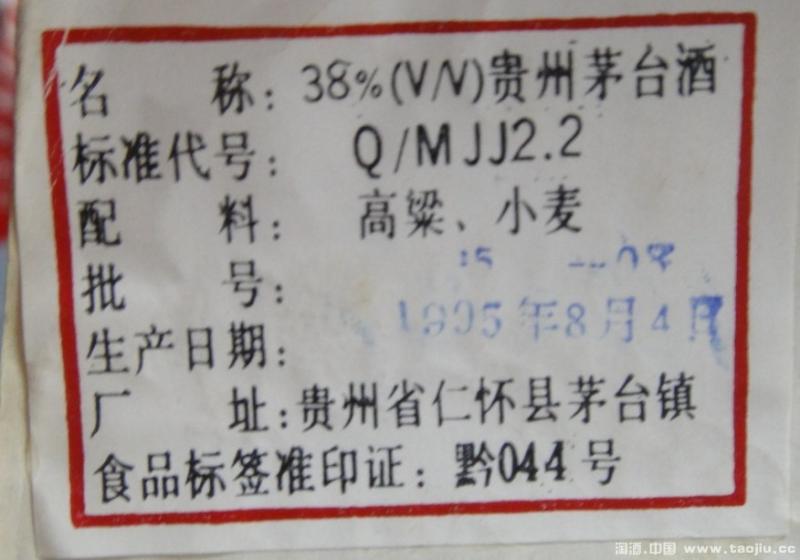 名 称: 38%(V/V)贵州茅台酒
标准代号: Q/MJJ2.2
配 料: 高粱、小麦
批 号:
生产日期: 1995年8月4日
厂 址: 贵州省仁怀县茅台镇
食品标签准印证: 黔044号
淘酒.中国 www.taojiu.cc